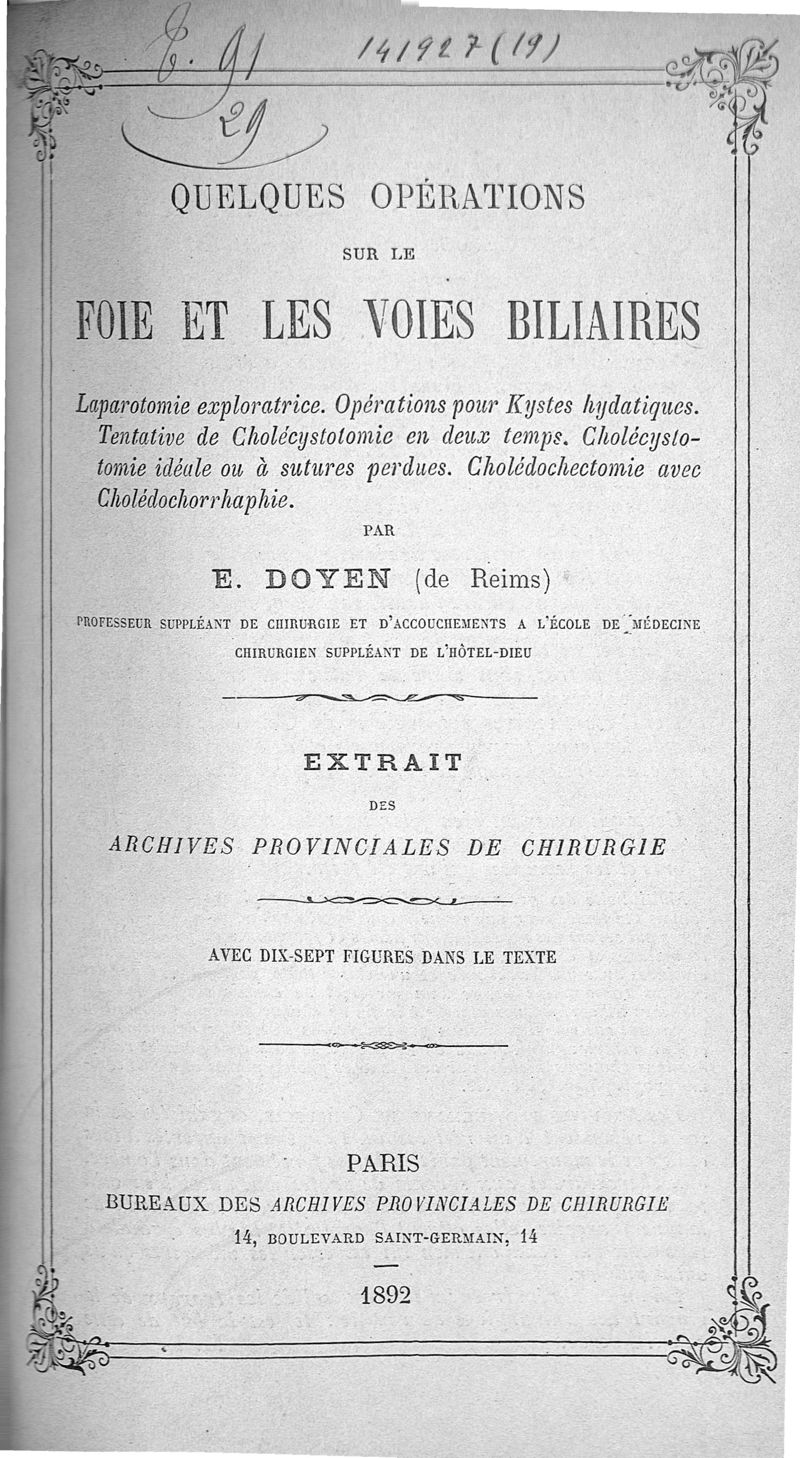 E. 91
141927 (19)
29
QUELQUES OPÉRATIONS
SUR LE
FOIE ET LES VOIES BILIAIRES
Laparotomie exploratrice. Opérations pour Kystes hydatiques.
Tentative de Cholécystotomie en deux temps. Cholécysto-
tomie idéale ou à sutures perdues. Cholédochectomie avec
Cholédochorrhaphie.
PAR
E. DOYEN (de Reims)
PROFESSEUR SUPPLÉANT DE CHIRURGIE ET D'ACCOUCHEMENTS A L'ÉCOLE DE MÉDECINE
CHIRURGIEN SUPPLÉANT DE L'HÔTEL-DIEU
EXTRAIT
DES
ARCHIVES PROVINCIALES DE CHIRURGIE
AVEC DIX-SEPT FIGURES DANS LE TEXTE
PARIS
BUREAUX DES ARCHIVES PROVINCIALES DE CHIRURGIE
14, BOULEVARD SAINT-GERMAIN, 14
1892